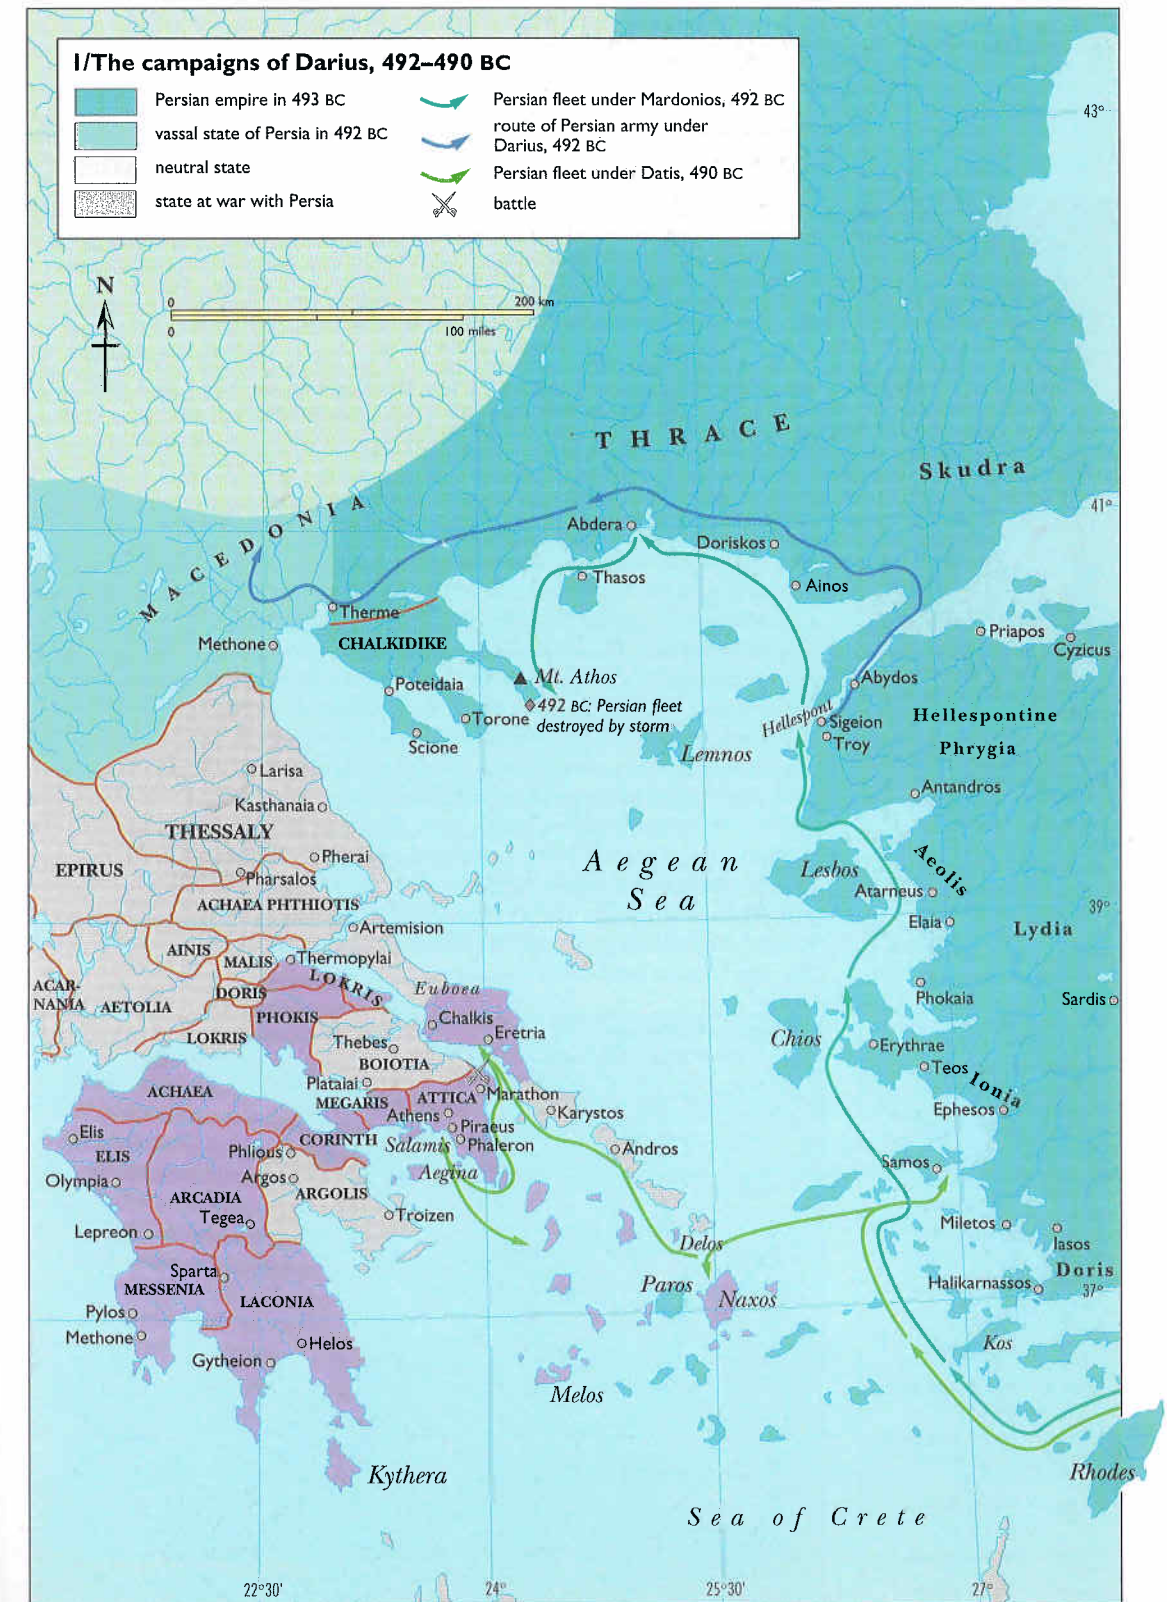 1/The campaigns of Darius, 492–490 BC
Persian empire in 493 BC
vassal state of Persia in 492 BC
neutral state
state at war with Persia
Persian fleet under Mardonios, 492 BC
route of Persian army under
Darius, 492 BC
Persian fleet under Datis, 490 BC
battle
43°
N
0
200 km
0
100 miles
THRACE
Skudra
41°
MACEDONIA
Abdera
Doriskos
Thasos
Ainos
Therme
CHALKIDIKE
Methone
Priapos
Cyzicus
Poteidaia
Mt. Athos
Abydos
492 BC: Persian fleet
destroyed by storm
Torone
Scione
Hellespont
Sigeion
Troy
Hellespontine
Phrygia
Lemnos
Larisa
Kasthanaia
Antandros
THESSALY
EPIRUS
Pherai
Pharsalos
Aegean
Sea
Lesbos
Aeolis
Atarneus
ACHAEA PHTHIOTIS
39°
Artemision
Elaia
Lydia
AINIS
MALIS
Thermopylai
LOKRIS
ACAR-
NANIA
AETOLIA
DORIS
Euboea
Phokaia
Sardis
PHOKIS
Chalkis
Eretria
LOKRIS
Thebes
BOIOTIA
Chios
Erythrae
Teos
Ionia
Plataiai
ACHAEA
MEGARIS
ATTICA
Marathon
Athens
Karystos
Ephesos
Piraeus
Elis
ELIS
CORINTH
Salamis
Phaleron
Phlious
Andros
Aegina
Samos
Olympia
Argos
ARCADIA
ARGOLIS
Tegea
Troizen
Lepreon
Miletos
Iasos
Delos
Sparta
MESSENIA
LACONIA
Paros
Naxos
Halikarnassos
Doris
37°
Pylos
Methone
Helos
Kos
Gytheion
Melos
Kythera
Rhodes
Sea of Crete
22°30'
24°
25°30'
27°